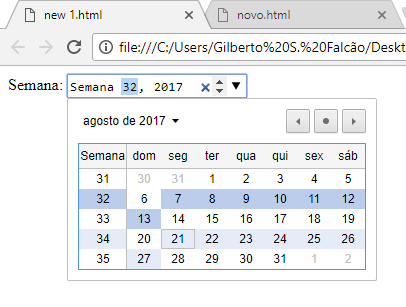 new 1.html
novo.html
file:///C:/Users/Gilberto%20S.%20Falcão/Deskt
Semana: Semana 32, 2017
agosto de 2017
Semana dom seg ter qua qui sex sáb
31 30 31 1 2 3 4 5
32 6 7 8 9 10 11 12
33 13 14 15 16 17 18 19
34 20 21 22 23 24 25 26
35 27 28 29 30 31 1 2